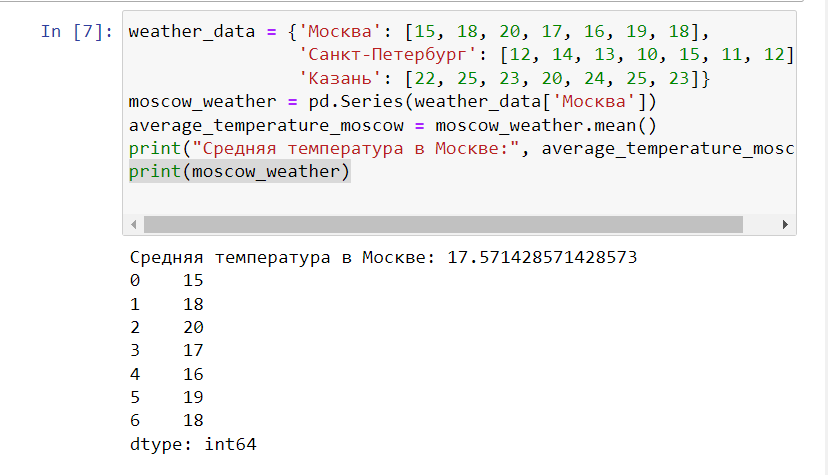 In [7]: weather_data = {'Москва': [15, 18, 20, 17, 16, 19, 18],
'Санкт-Петербург': [12, 14, 13, 10, 15, 11, 12]
'Казань': [22, 25, 23, 20, 24, 25, 23]}
moscow_weather = pd.Series(weather_data['Москва'])
average_temperature_moscow = moscow_weather.mean()
print("Средняя температура в Москве:", average_temperature_mosc
print(moscow_weather)
Средняя температура в Москве: 17.571428571428573
0 15
1 18
2 20
3 17
4 16
5 19
6 18
dtype: int64